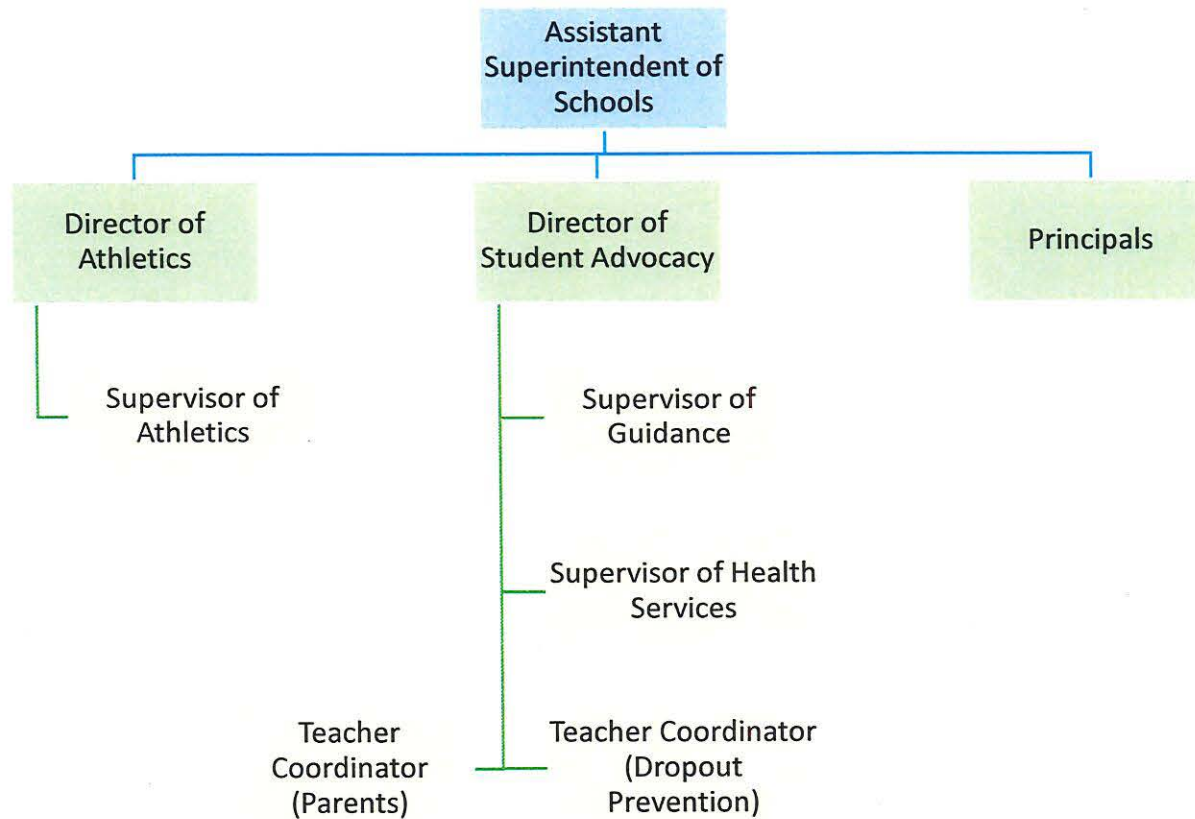 Assistant
Superintendent of
Schools
Director of
Athletics
Director of
Student Advocacy
Principals
Supervisor of
Athletics
Supervisor of
Guidance
Supervisor of Health
Services
Teacher
Coordinator
(Parents)
Teacher Coordinator
(Dropout
Prevention)